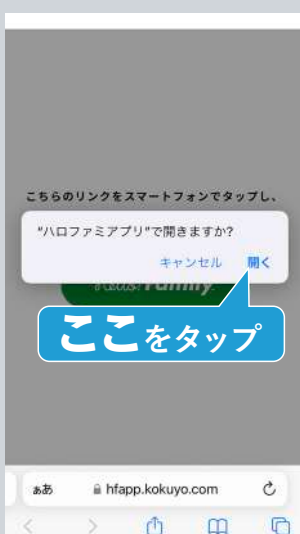 こちらのリンクをスマートフォンでタップし、
"ハロファミアプリ"で開きますか?
キャンセル 開く
Family
ここをタップ
ぁあ hfapp.kokuyo.com